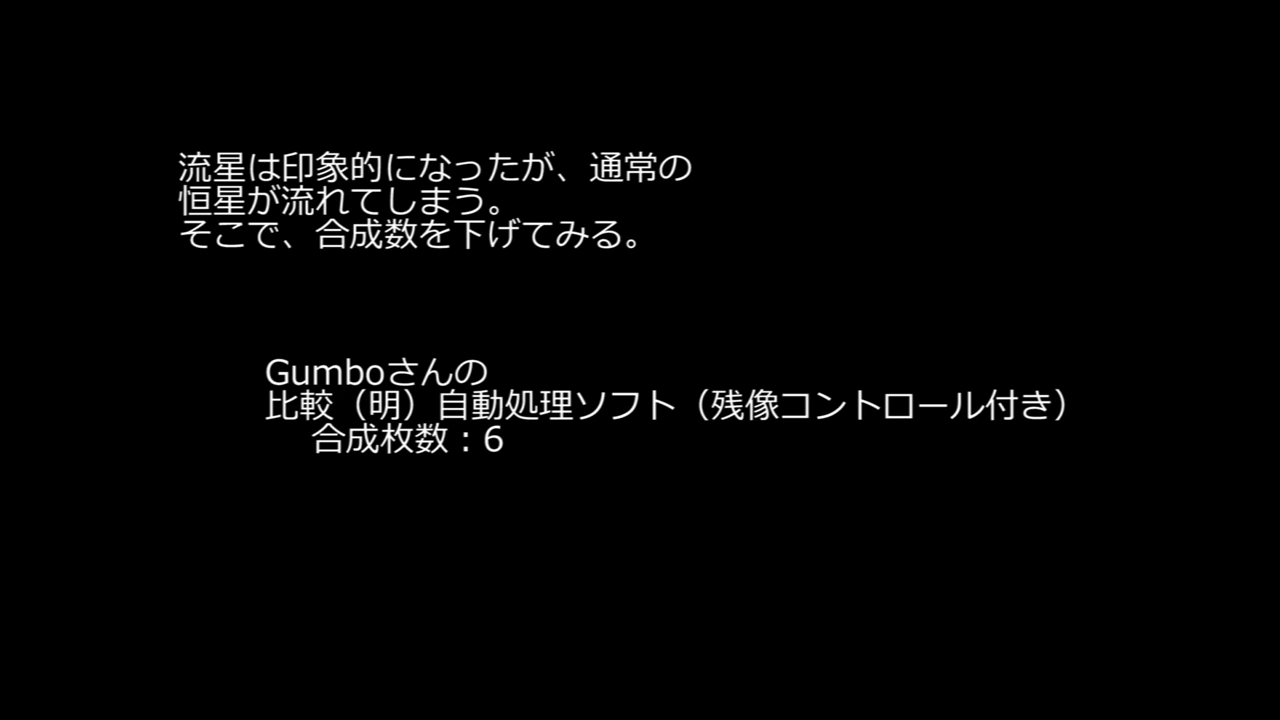 流星は印象的になったが、通常の
恒星が流れてしまう。
そこで、合成数を下げてみる。
Gumboさんの
比較（明）自動処理ソフト（残像コントロール付き）
合成枚数：6